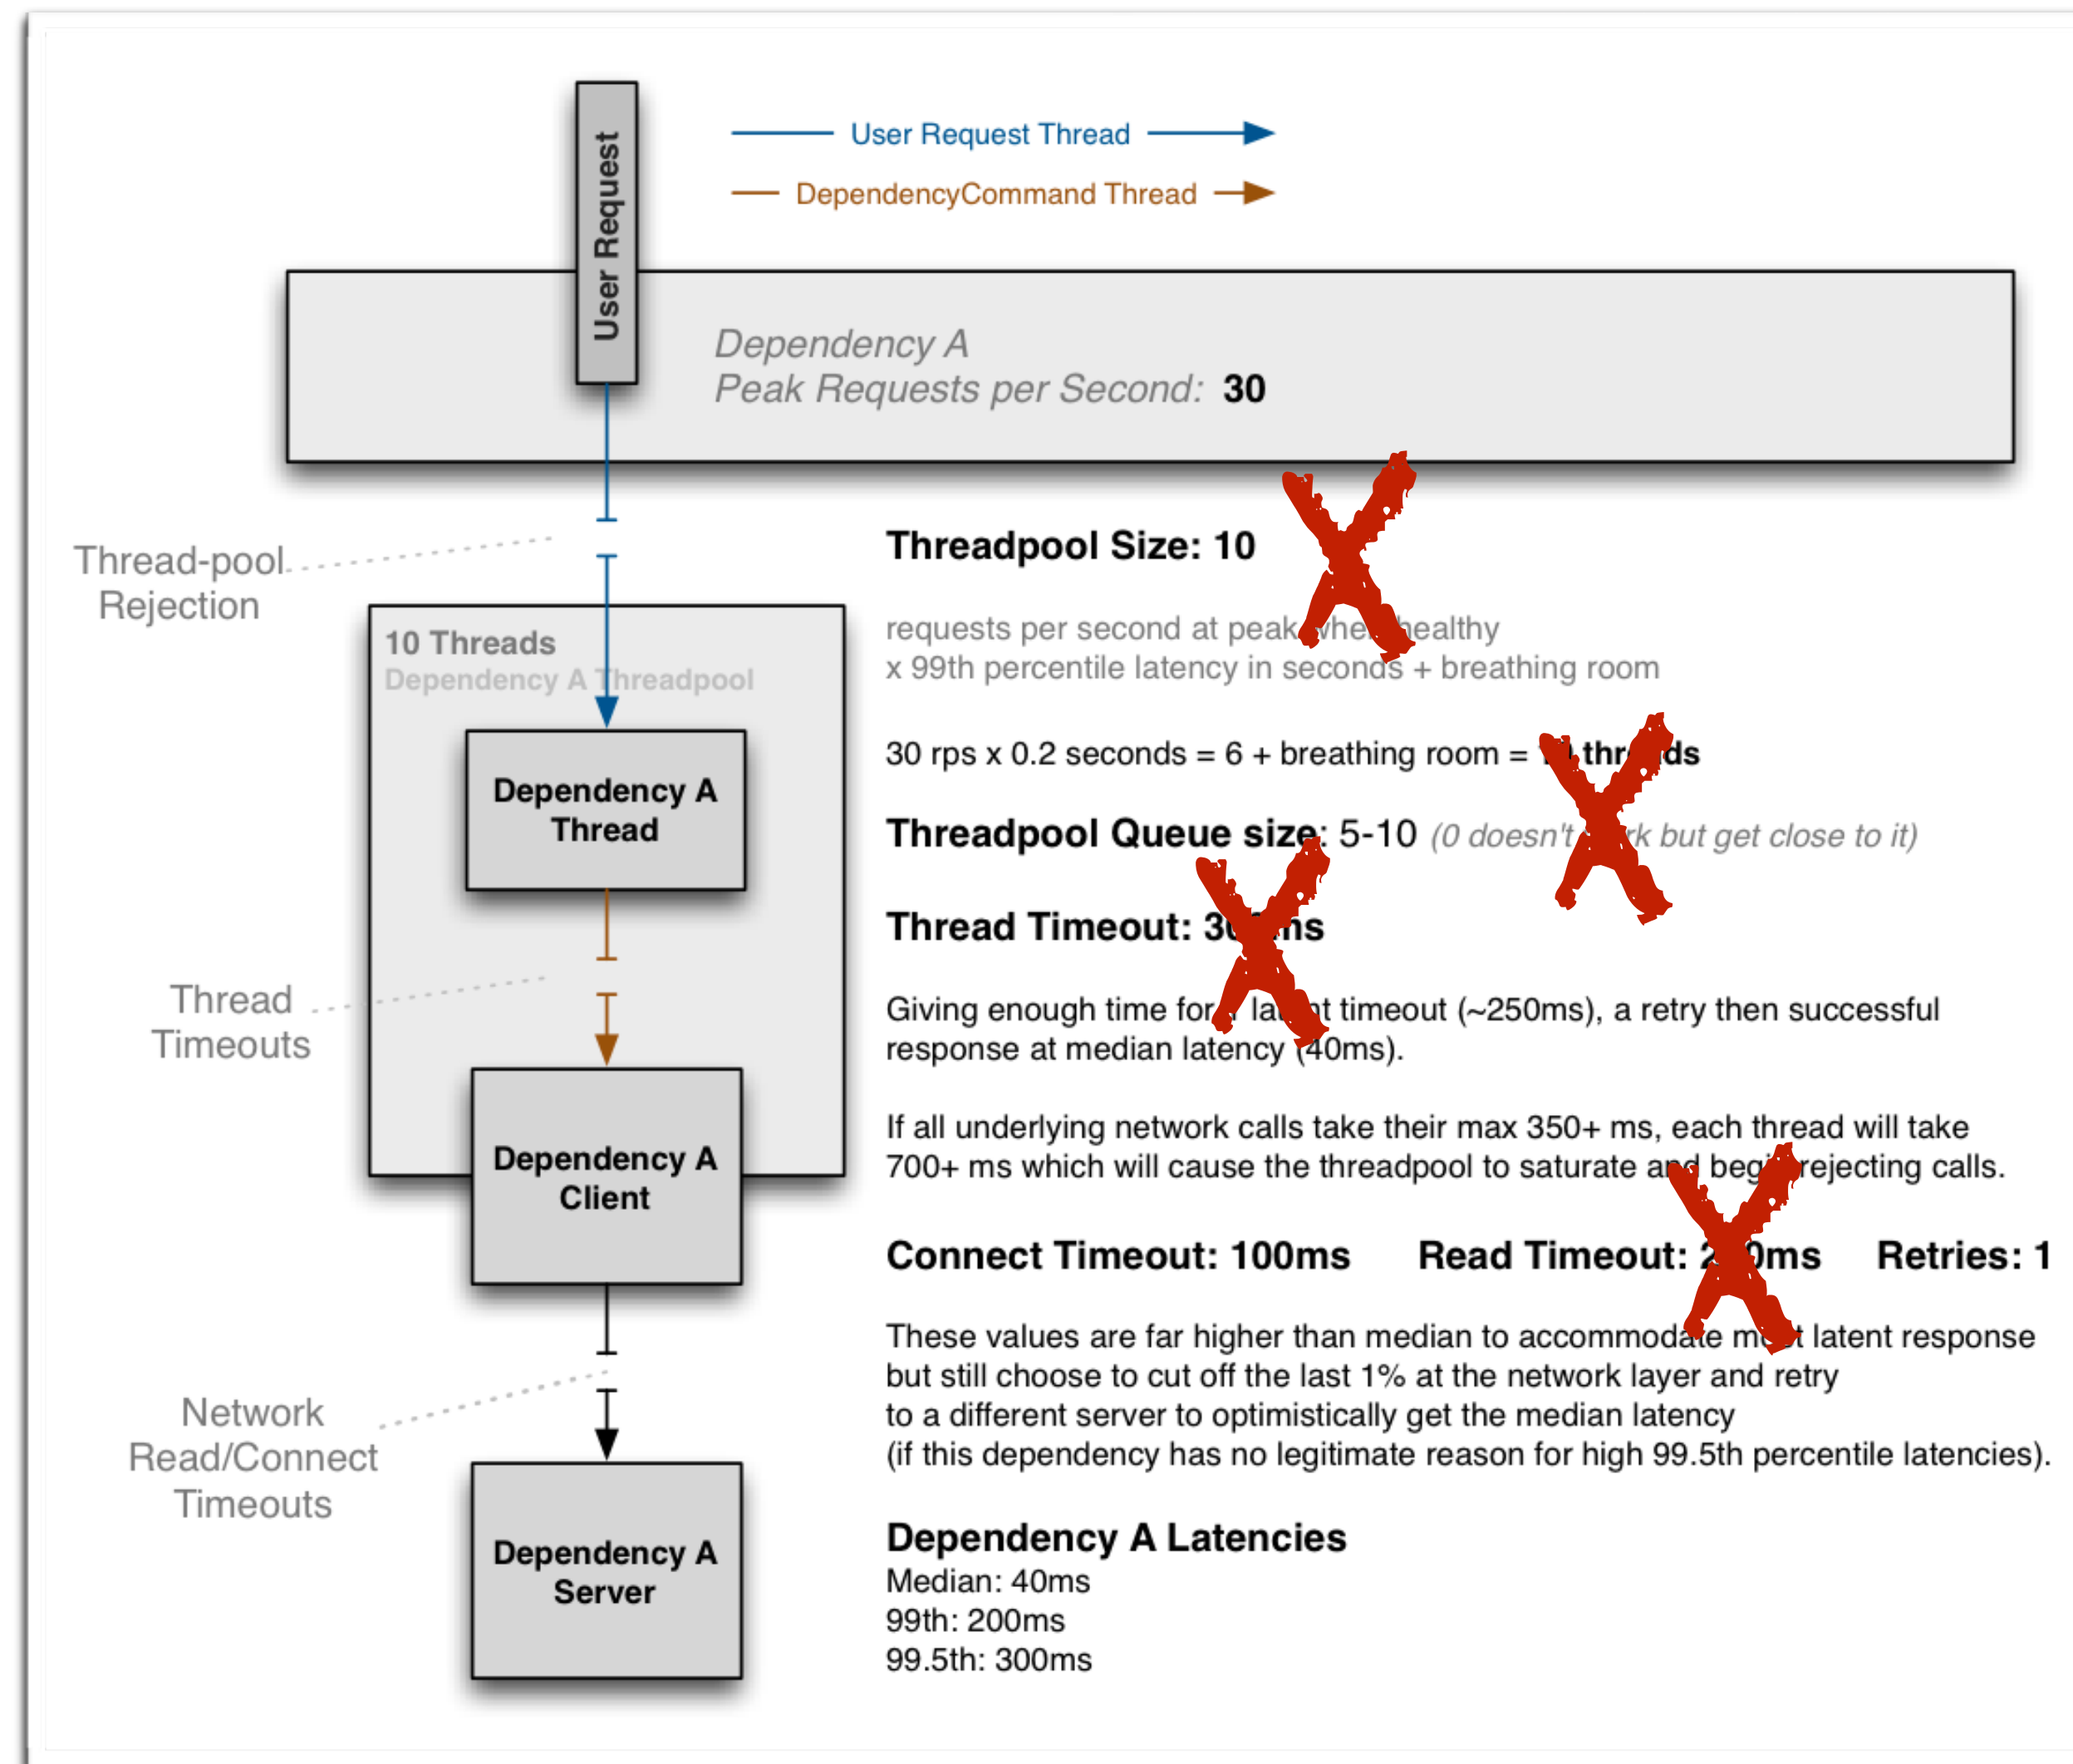 User Request
User Request Thread
DependencyCommand Thread
Dependency A
Peak Requests per Second: 30
Thread-pool
Rejection
Threadpool Size: 10
requests per second at peak when healthy
x 99th percentile latency in seconds + breathing room
10 Threads
Dependency A Threadpool
30 rps x 0.2 seconds = 6 + breathing room = threads
Dependency A
Thread
Threadpool Queue size: 5-10 (0 doesn't work but get close to it)
Thread Timeout:
Giving enough time for a latent timeout (~250ms), a retry then successful
response at median latency (40ms).
Thread
Timeouts
If all underlying network calls take their max 350+ ms, each thread will take
700+ ms which will cause the threadpool to saturate and begin rejecting calls.
Dependency A
Client
Connect Timeout: 100ms Read Timeout: Retries: 1
These values are far higher than median to accommodate most latent response
but still choose to cut off the last 1% at the network layer and retry
to a different server to optimistically get the median latency
(if this dependency has no legitimate reason for high 99.5th percentile latencies).
Network
Read/Connect
Timeouts
Dependency A
Server
Dependency A Latencies
Median: 40ms
99th: 200ms
99.5th: 300ms